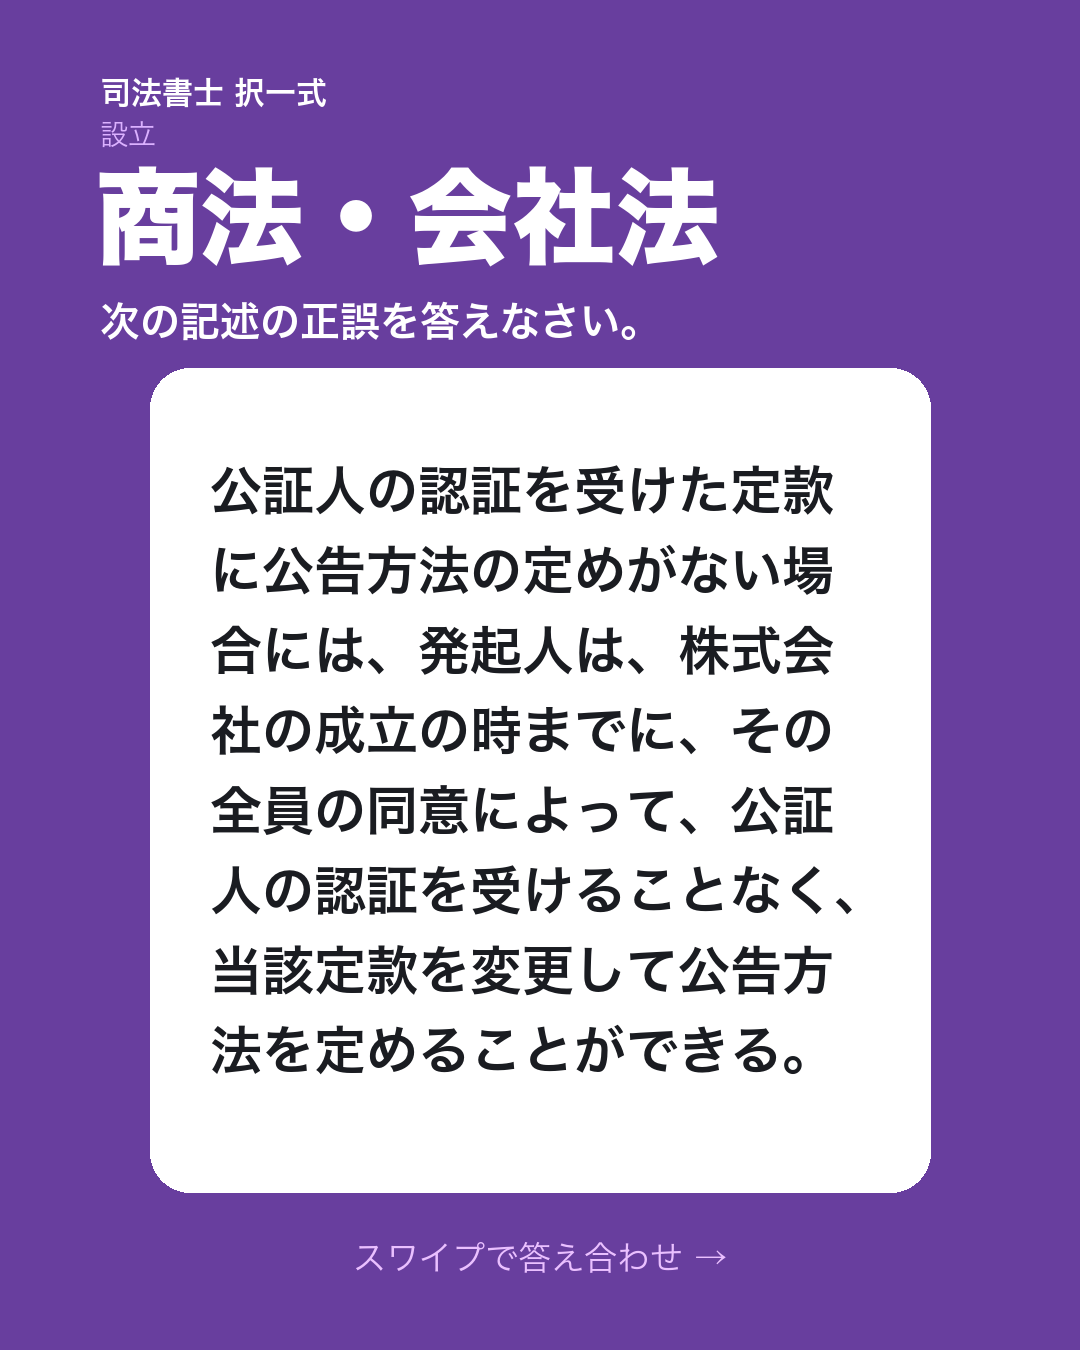 司法書士 択一式
設立
商法・会社法
次の記述の正誤を答えなさい。
公証人の認証を受けた定款
に公告方法の定めがない場
合には、発起人は、株式会
社の成立の時までに、その
全員の同意によって、公証
人の認証を受けることなく、
当該定款を変更して公告方
法を定めることができる。
スワイプで答え合わせ →